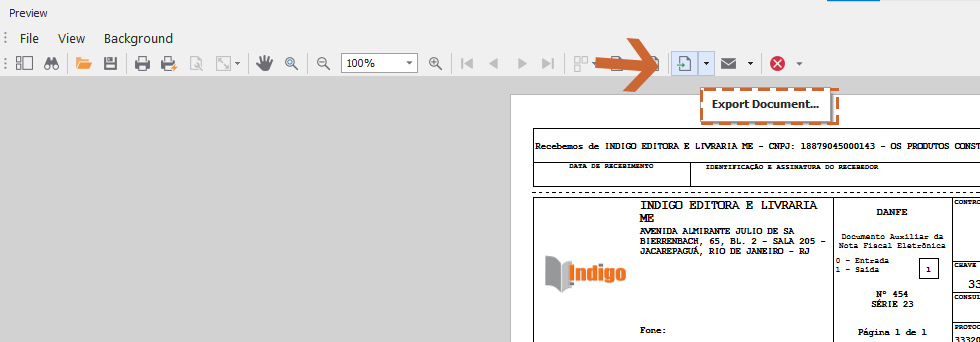 Preview
File View Background
100%
Export Document...
Recebemos de INDIGO EDITORA E LIVRARIA ME - CNPJ: 18879045000143 - OS PRODUTOS CONST
DATA DE RECEBIMENTO
IDENTIFICAÇÃO E ASSINATURA DO RECEBEDOR
INDIGO EDITORA E LIVRARIA
ME
AVENIDA ALMIRANTE JULIO DE SA
BIERRENBACH, 65, BL. 2 - SALA 205 -
JACAREPAGUÁ, RIO DE JANEIRO - RJ
Indigo
Fone:
DANFE
Documento Auxiliar da
Nota Fiscal Eletrônica
0 - Entrada
1 - Saída
1
Nº 454
SÉRIE 23
Página 1 de 1
CONTRO
CHAVE
33
CONSUL
PROTOC
33320